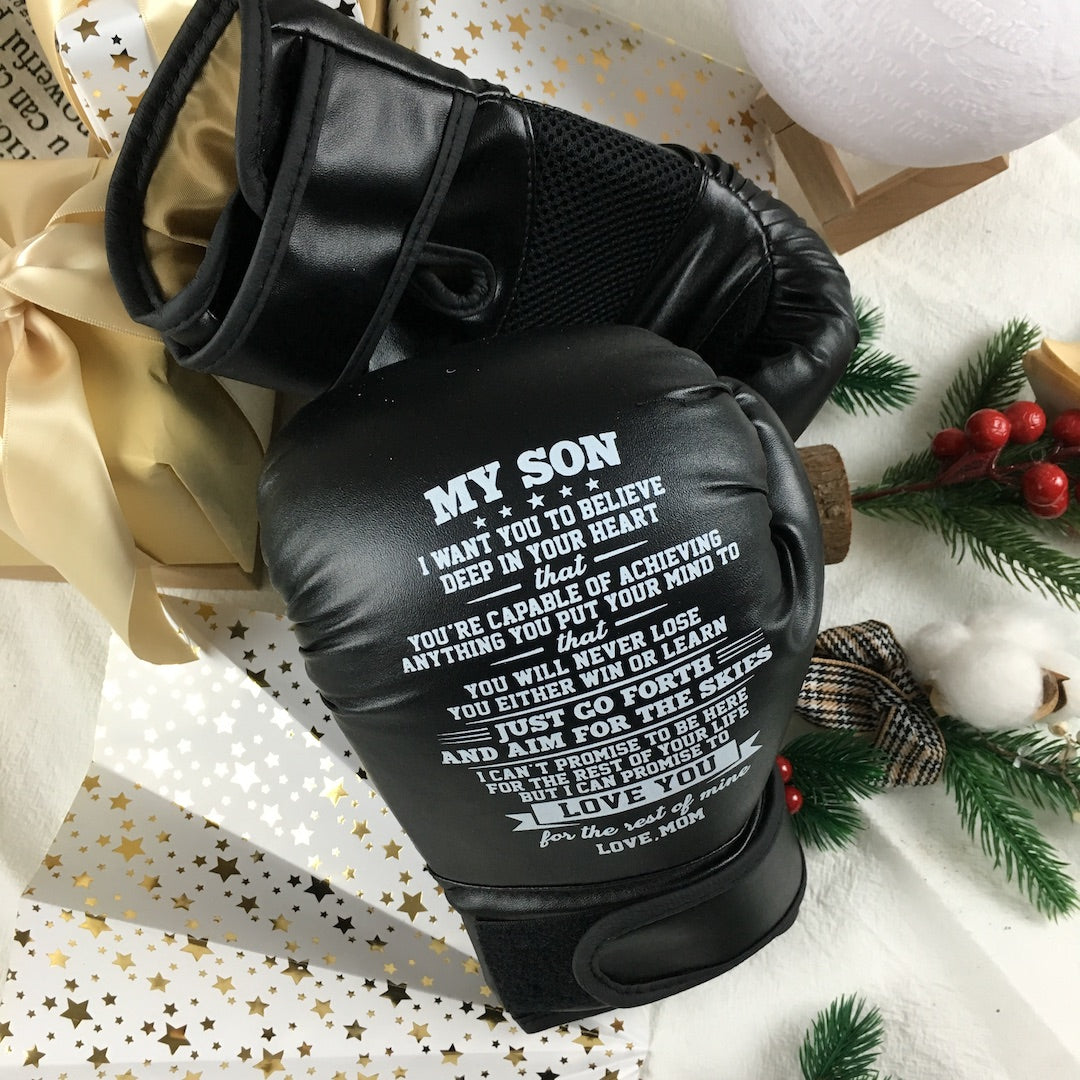 MY SON
I WANT YOU TO BELIEVE
DEEP IN YOUR HEART
that
YOU'RE CAPABLE OF ACHIEVING
ANYTHING YOU PUT YOUR MIND TO
that
YOU WILL NEVER LOSE
YOU EITHER WIN OR LEARN
JUST GO FORTH
AND AIM FOR THE SKIES
I CAN'T PROMISE TO BE HERE
FOR THE REST OF YOUR LIFE
BUT I CAN PROMISE TO
LOVE YOU
for the rest of mine
LOVE, MOM
powerful
u can c